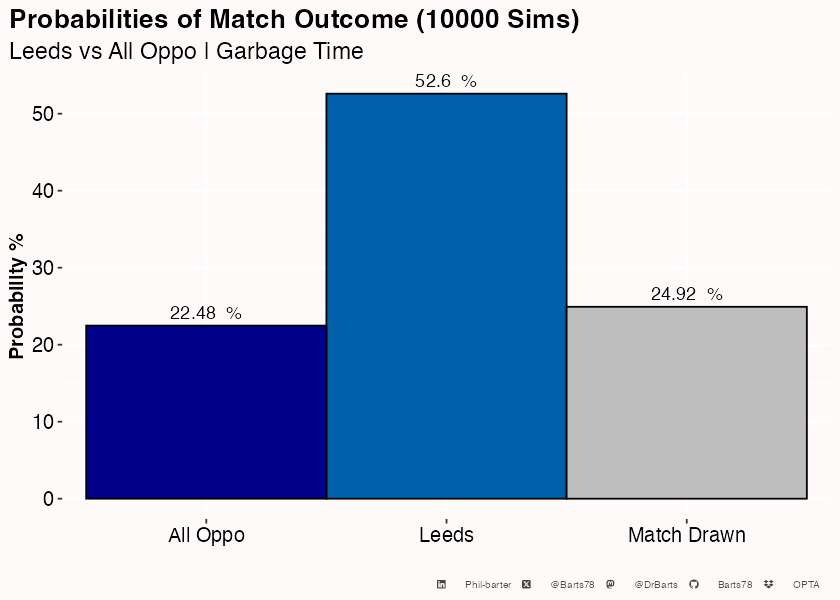 Probabilities of Match Outcome (10000 Sims)
Leeds vs All Oppo | Garbage Time
52.6 %
50
40
Probability %
30
24.92 %
22.48 %
20
10
0
All Oppo Leeds Match Drawn
Phil-barter @Barts78 @DrBarts Barts78 OPTA